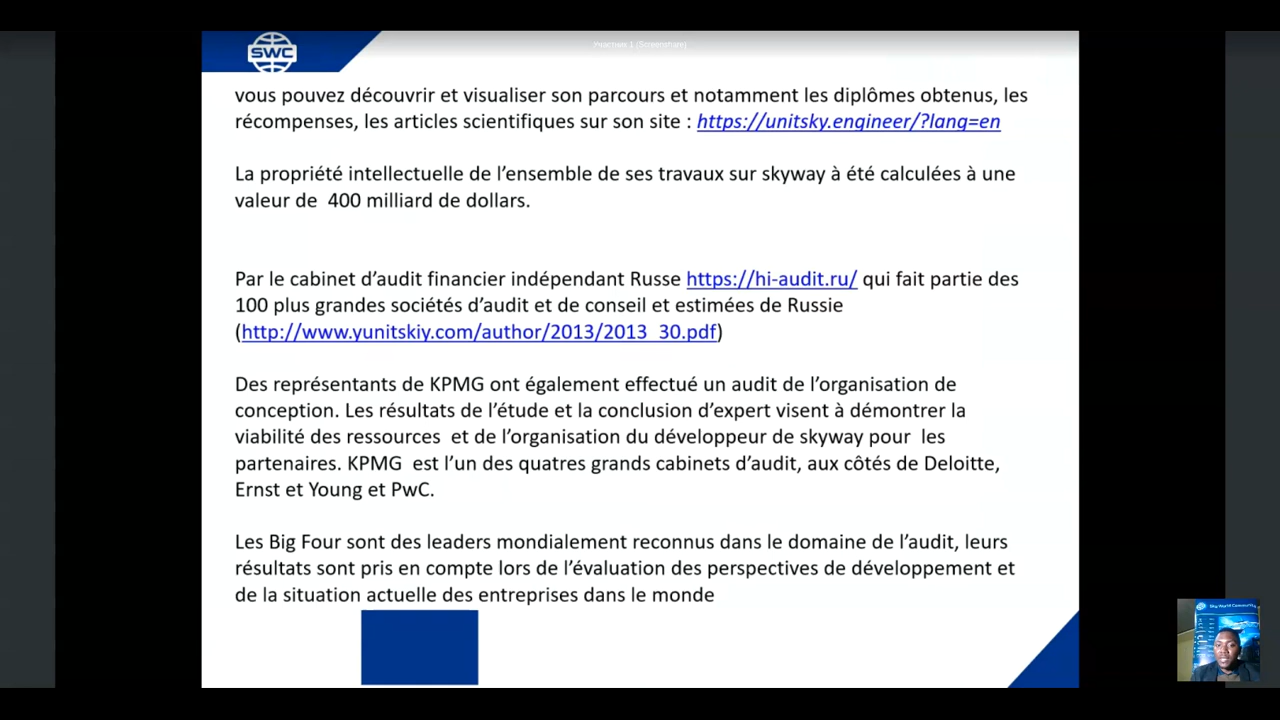 SWC
Участник 1 (Screenshare)
vous pouvez découvrir et visualiser son parcours et notamment les diplômes obtenus, les
récompenses, les articles scientifiques sur son site : https://unitsky.engineer/?lang=en
La propriété intellectuelle de l’ensemble de ses travaux sur skyway à été calculées à une
valeur de  400 milliard de dollars.
Par le cabinet d’audit financier indépendant Russe https://hi-audit.ru/ qui fait partie des
100 plus grandes sociétés d’audit et de conseil et estimées de Russie
(http://www.yunitskiy.com/author/2013/2013_30.pdf)
Des représentants de KPMG ont également effectué un audit de l’organisation de
conception. Les résultats de l’étude et la conclusion d’expert visent à démontrer la
viabilité des ressources  et de l’organisation du développeur de skyway pour  les
partenaires. KPMG  est l’un des quatres grands cabinets d’audit, aux côtés de Deloitte,
Ernst et Young et PwC.
Les Big Four sont des leaders mondialement reconnus dans le domaine de l’audit, leurs
résultats sont pris en compte lors de l’évaluation des perspectives de développement et
de la situation actuelle des entreprises dans le monde
Sky World Community